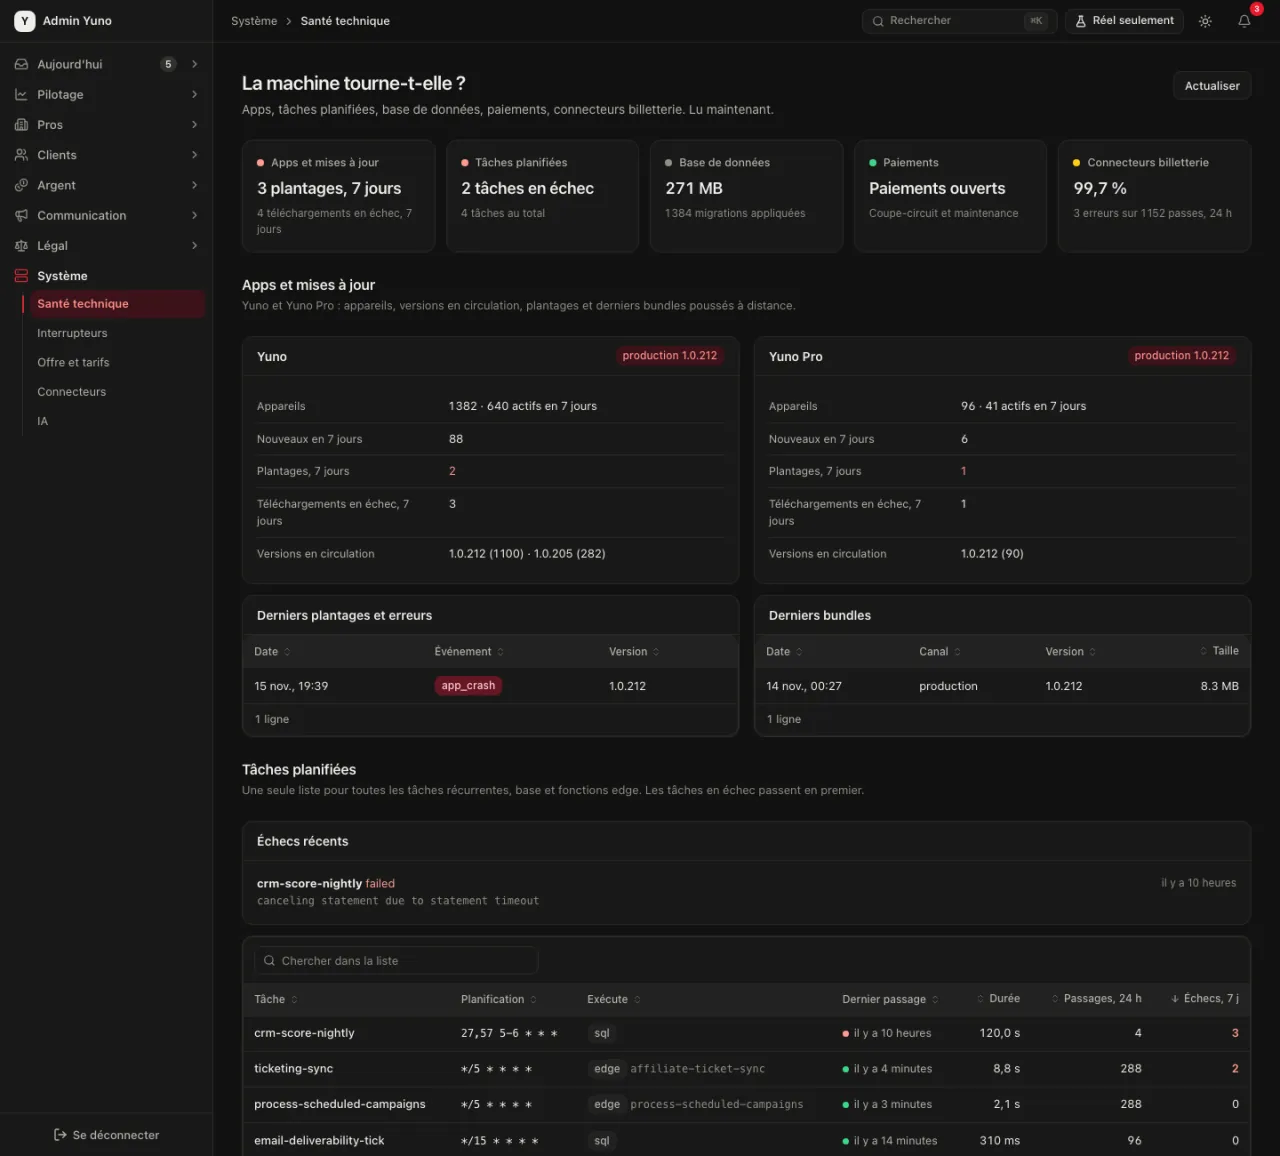 Y Admin Yuno
Système > Santé technique
Rechercher ⌘K
Réel seulement
3
Aujourd'hui 5
Pilotage
Pros
Clients
Argent
Communication
Légal
Système
Santé technique
Interrupteurs
Offre et tarifs
Connecteurs
IA
Se déconnecter
La machine tourne-t-elle ?
Actualiser
Apps, tâches planifiées, base de données, paiements, connecteurs billetterie. Lu maintenant.
Apps et mises à jour
3 plantages, 7 jours
4 téléchargements en échec, 7
jours
Tâches planifiées
2 tâches en échec
4 tâches au total
Base de données
271 MB
1 384 migrations appliquées
Paiements
Paiements ouverts
Coupe-circuit et maintenance
Connecteurs billetterie
99,7 %
3 erreurs sur 1 152 passes, 24 h
Apps et mises à jour
Yuno et Yuno Pro : appareils, versions en circulation, plantages et derniers bundles poussés à distance.
Yuno production 1.0.212
Appareils 1 382 · 640 actifs en 7 jours
Nouveaux en 7 jours 88
Plantages, 7 jours 2
Téléchargements en échec, 7 3
jours
Versions en circulation 1.0.212 (1100) · 1.0.205 (282)
Yuno Pro production 1.0.212
Appareils 96 · 41 actifs en 7 jours
Nouveaux en 7 jours 6
Plantages, 7 jours 1
Téléchargements en échec, 7 1
jours
Versions en circulation 1.0.212 (90)
Derniers plantages et erreurs
Date Événement Version
15 nov., 19:39 app_crash 1.0.212
1 ligne
Derniers bundles
Date Canal Version Taille
14 nov., 00:27 production 1.0.212 8.3 MB
1 ligne
Tâches planifiées
Une seule liste pour toutes les tâches récurrentes, base et fonctions edge. Les tâches en échec passent en premier.
Échecs récents
crm-score-nightly failed il y a 10 heures
canceling statement due to statement timeout
Chercher dans la liste
Tâche Planification Exécute Dernier passage Durée Passages, 24 h ↓ Échecs, 7 j
crm-score-nightly 27,57 5-6 * * * sql il y a 10 heures 120,0 s 4 3
ticketing-sync */5 * * * * edge affiliate-ticket-sync il y a 4 minutes 8,8 s 288 2
process-scheduled-campaigns */5 * * * * edge process-scheduled-campaigns il y a 3 minutes 2,1 s 288 0
email-deliverability-tick */15 * * * * sql il y a 14 minutes 310 ms 96 0